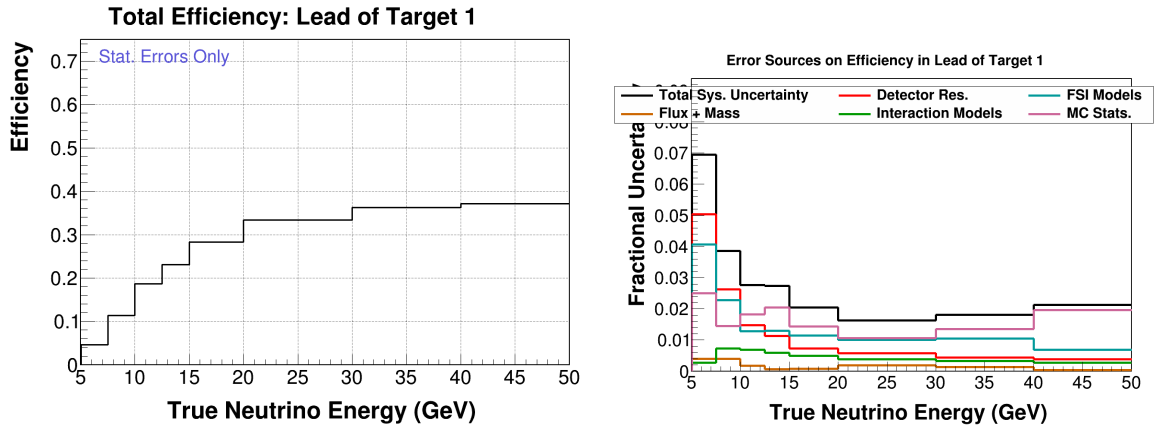 Total Efficiency: Lead of Target 1
Stat. Errors Only
Efficiency
0.7
0.6
0.5
0.4
0.3
0.2
0.1
0
5 10 15 20 25 30 35 40 45 50
True Neutrino Energy (GeV)
Error Sources on Efficiency in Lead of Target 1
Total Sys. Uncertainty
Detector Res.
FSI Models
Flux + Mass
Interaction Models
MC Stats.
Fractional
0.07
0.06
0.05
0.04
0.03
0.02
0.01
0
5 10 15 20 25 30 35 40 45 50
True Neutrino Energy (GeV)